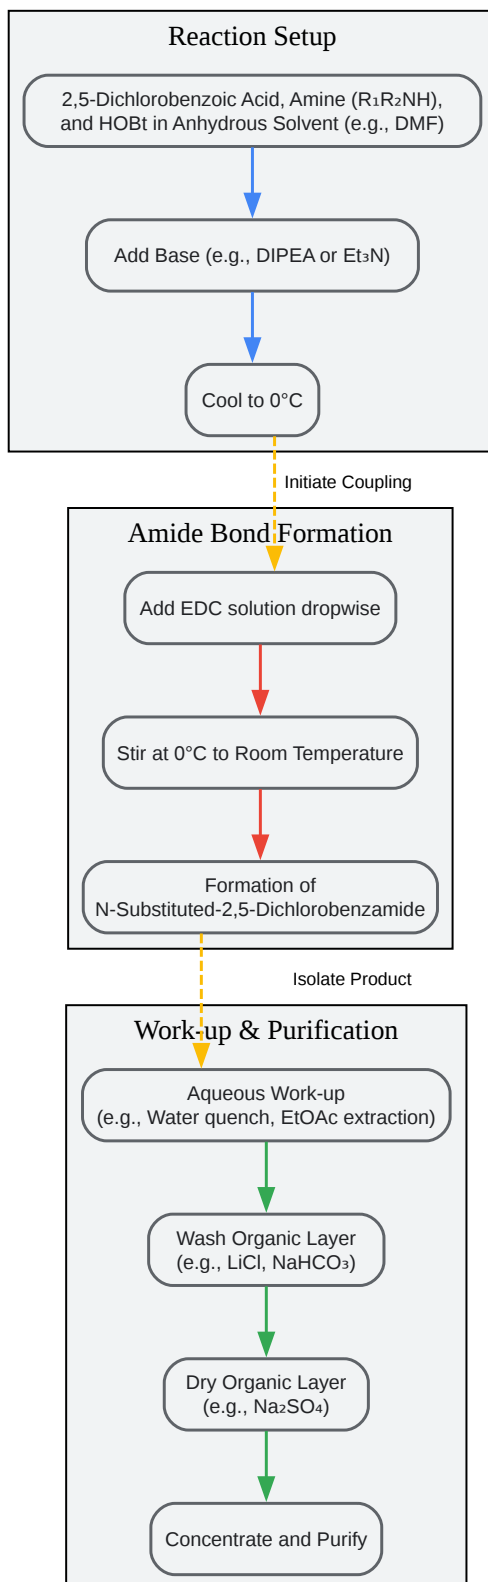 Reaction Setup
2,5-Dichlorobenzoic Acid, Amine (R₁R₂NH),
and HOBt in Anhydrous Solvent (e.g., DMF)
Add Base (e.g., DIPEA or Et₃N)
Cool to 0°C
Initiate Coupling
Amide Bond Formation
Add EDC solution dropwise
Stir at 0°C to Room Temperature
Formation of
N-Substituted-2,5-Dichlorobenzamide
Isolate Product
Work-up & Purification
Aqueous Work-up
(e.g., Water quench, EtOAc extraction)
Wash Organic Layer
(e.g., LiCl, NaHCO₃)
Dry Organic Layer
(e.g., Na₂SO₄)
Concentrate and Purify